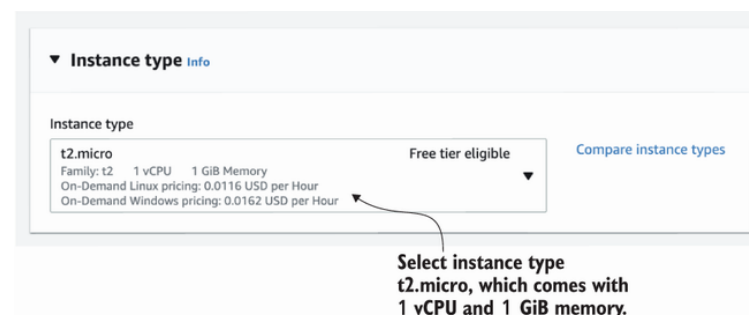 ▼ Instance type Info
Instance type
t2.micro Free tier eligible Compare instance types
Family: t2 1 vCPU 1 GiB Memory
On-Demand Linux pricing: 0.0116 USD per Hour
On-Demand Windows pricing: 0.0162 USD per Hour
Select instance type
t2.micro, which comes with
1 vCPU and 1 GiB memory.